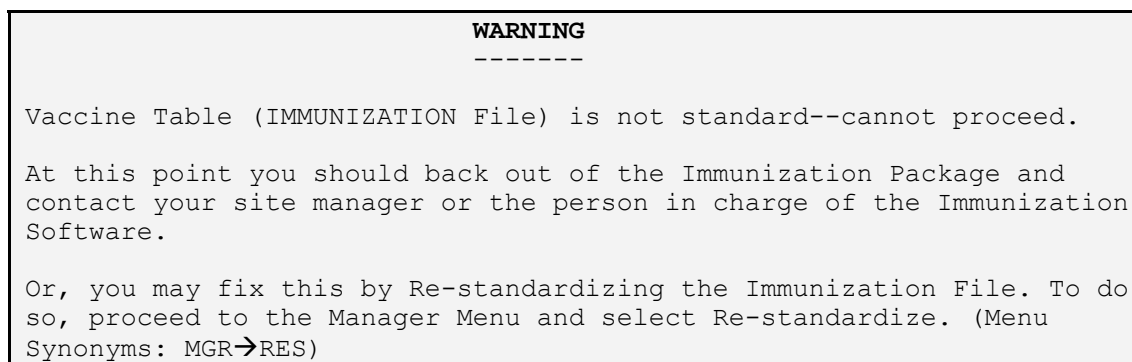 WARNING
-------
Vaccine Table (IMMUNIZATION File) is not standard--cannot proceed.
At this point you should back out of the Immunization Package and
contact your site manager or the person in charge of the Immunization
Software.
Or, you may fix this by Re-standardizing the Immunization File. To do
so, proceed to the Manager Menu and select Re-standardize. (Menu
Synonyms: MGR→RES)